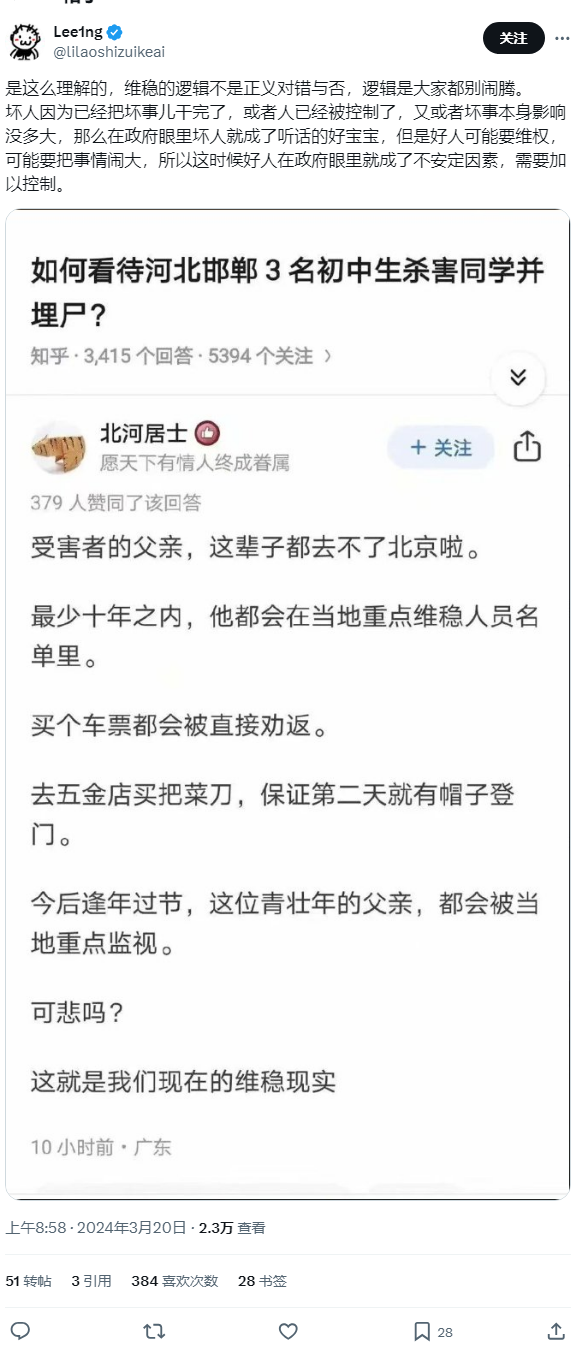 Lee1ng
@lilaoshizuikeai
关注
是这么理解的，维稳的逻辑不是正义对错与否，逻辑是大家都别闹腾。
坏人因为已经把坏事儿干完了，或者人已经被控制了，又或者坏事本身影响
没多大，那么在政府眼里坏人就成了听话的好宝宝，但是好人可能要维权，
可能要把事情闹大，所以这时候好人在政府眼里就成了不安定因素，需要加
以控制。
如何看待河北邯郸 3 名初中生杀害同学并
埋尸？
知乎 · 3,415 个回答 · 5394 个关注
北河居士
愿天下有情人终成眷属
+ 关注
379 人赞同了该回答
受害者的父亲，这辈子都去不了北京啦。
最少十年之内，他都会在当地重点维稳人员名
单里。
买个车票都会被直接劝返。
去五金店买把菜刀，保证第二天就有帽子登
门。
今后逢年过节，这位青壮年的父亲，都会被当
地重点监视。
可悲吗？
这就是我们现在的维稳现实
10 小时前 · 广东
上午8:58 · 2024年3月20日 · 2.3万 查看
51 转帖 3 引用 384 喜欢次数 28 书签
28